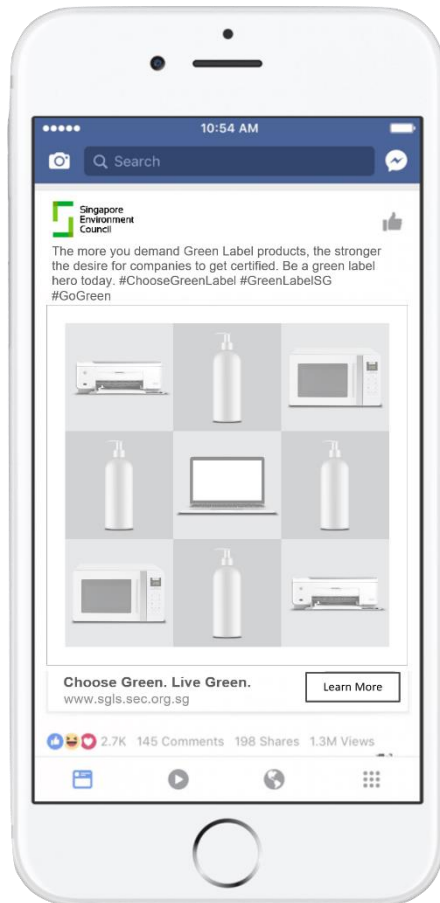 10:54 AM
Search
Singapore
Environment
Council
The more you demand Green Label products, the stronger
the desire for companies to get certified. Be a green label
hero today. #ChooseGreenLabel #GreenLabelSG
#GoGreen
Choose Green. Live Green.
www.sgls.sec.org.sg
Learn More
2.7K 145 Comments 198 Shares 1.3M Views